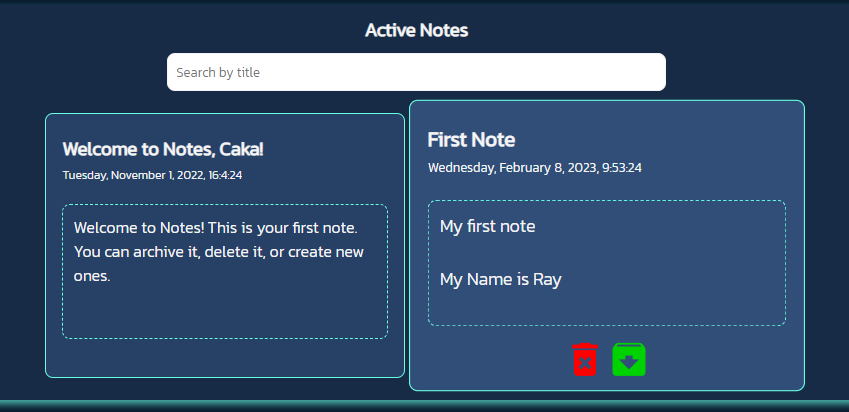 Active Notes
Search by title
Welcome to Notes, Caka!
Tuesday, November 1, 2022, 16:4:24
Welcome to Notes! This is your first note.
You can archive it, delete it, or create new
ones.
First Note
Wednesday, February 8, 2023, 9:53:24
My first note
My Name is Ray